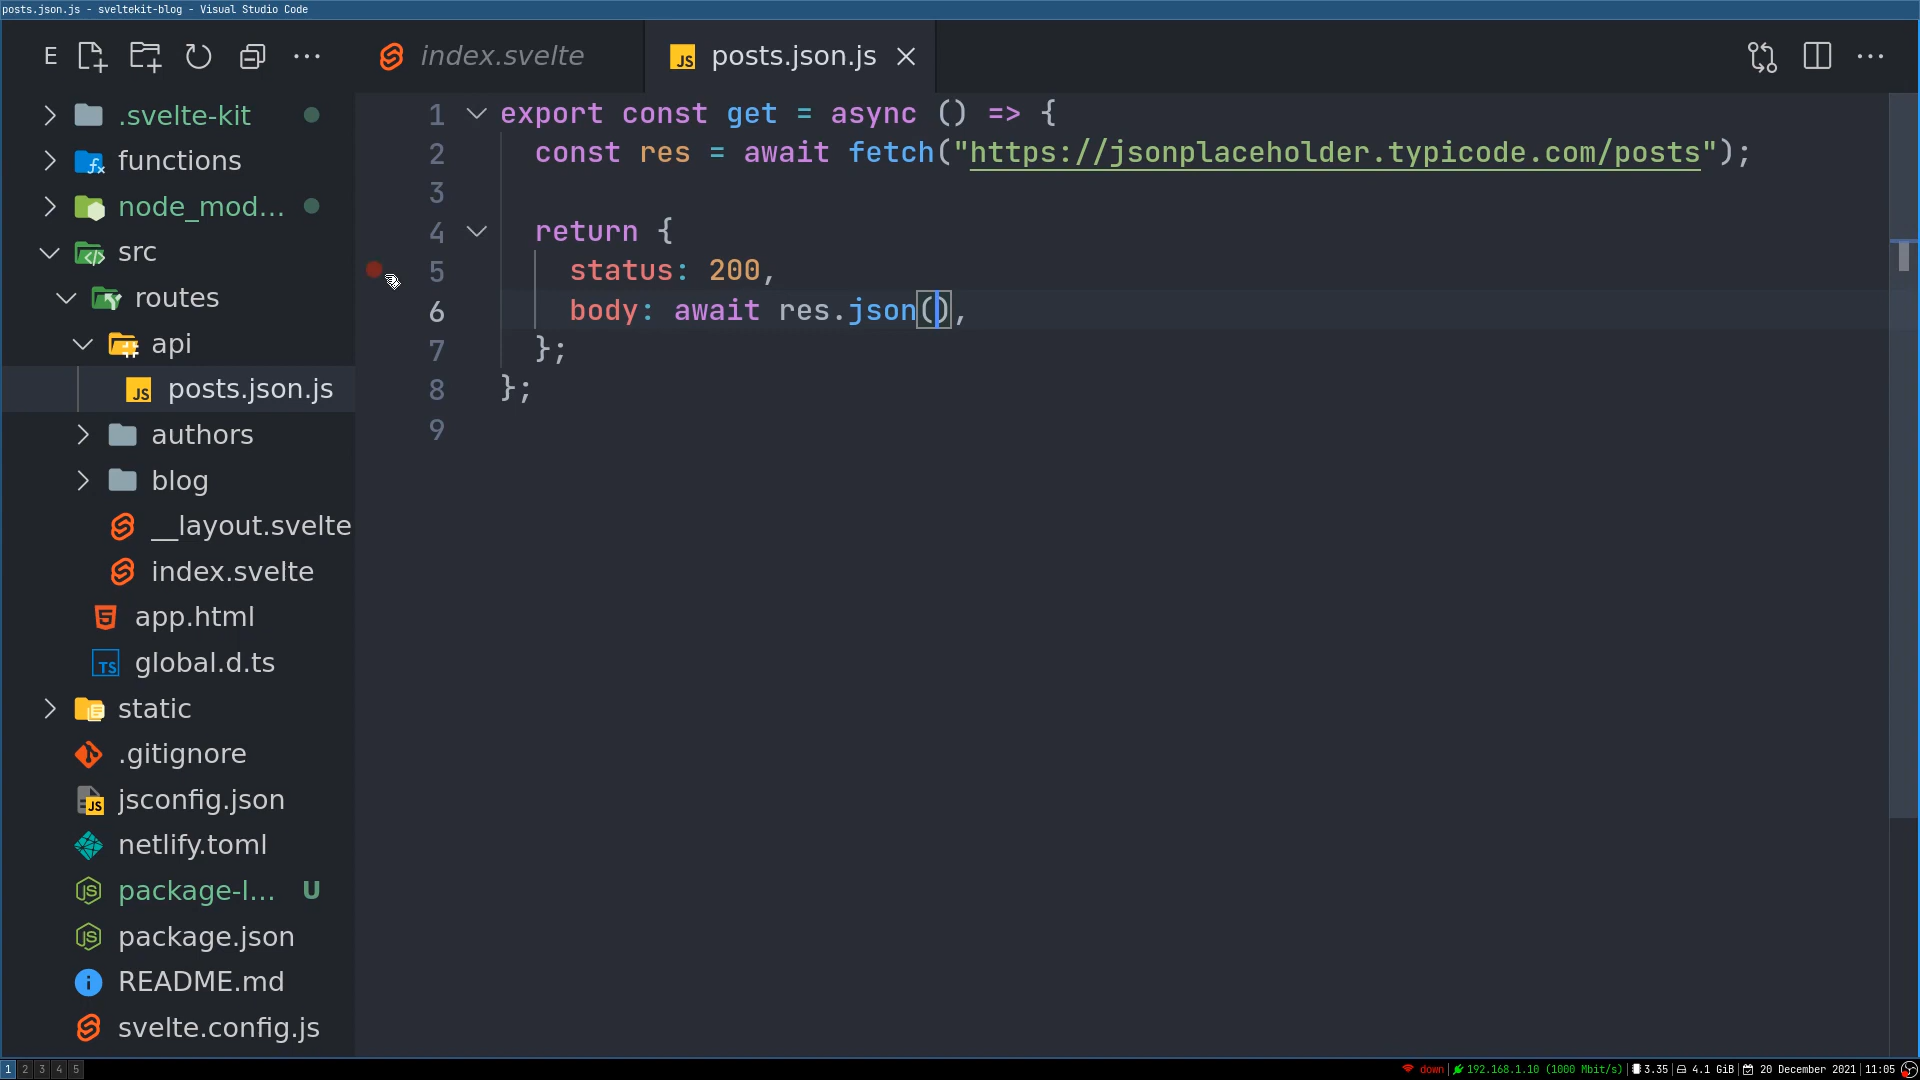 posts.json.js - sveltekit-blog - Visual Studio Code
E
index.svelte
posts.json.js
.svelte-kit
functions
node_mod...
src
routes
api
posts.json.js
authors
blog
__layout.svelte
index.svelte
app.html
global.d.ts
static
.gitignore
jsconfig.json
netlify.toml
package-l... U
package.json
README.md
svelte.config.js
1 export const get = async () => {
2 const res = await fetch("https://jsonplaceholder.typicode.com/posts");
3
4 return {
5 status: 200,
6 body: await res.json(),
7 };
8 };
9
1 2 3 4 5
down 192.168.1.10 (1000 Mbit/s) 3.35 4.1 GiB 20 December 2021 11:05